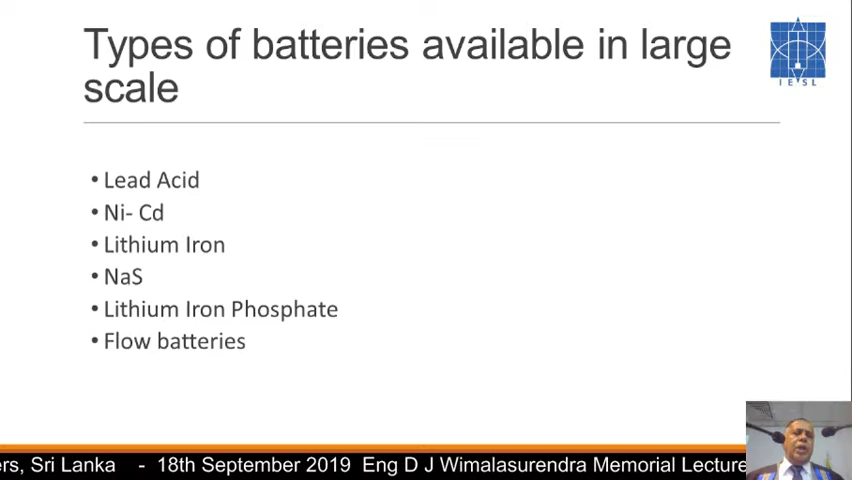 Types of batteries available in large
scale
IESL
• Lead Acid
• Ni- Cd
• Lithium Iron
• NaS
• Lithium Iron Phosphate
• Flow batteries
ers, Sri Lanka - 18th September 2019 Eng D J Wimalasurendra Memorial Lecture